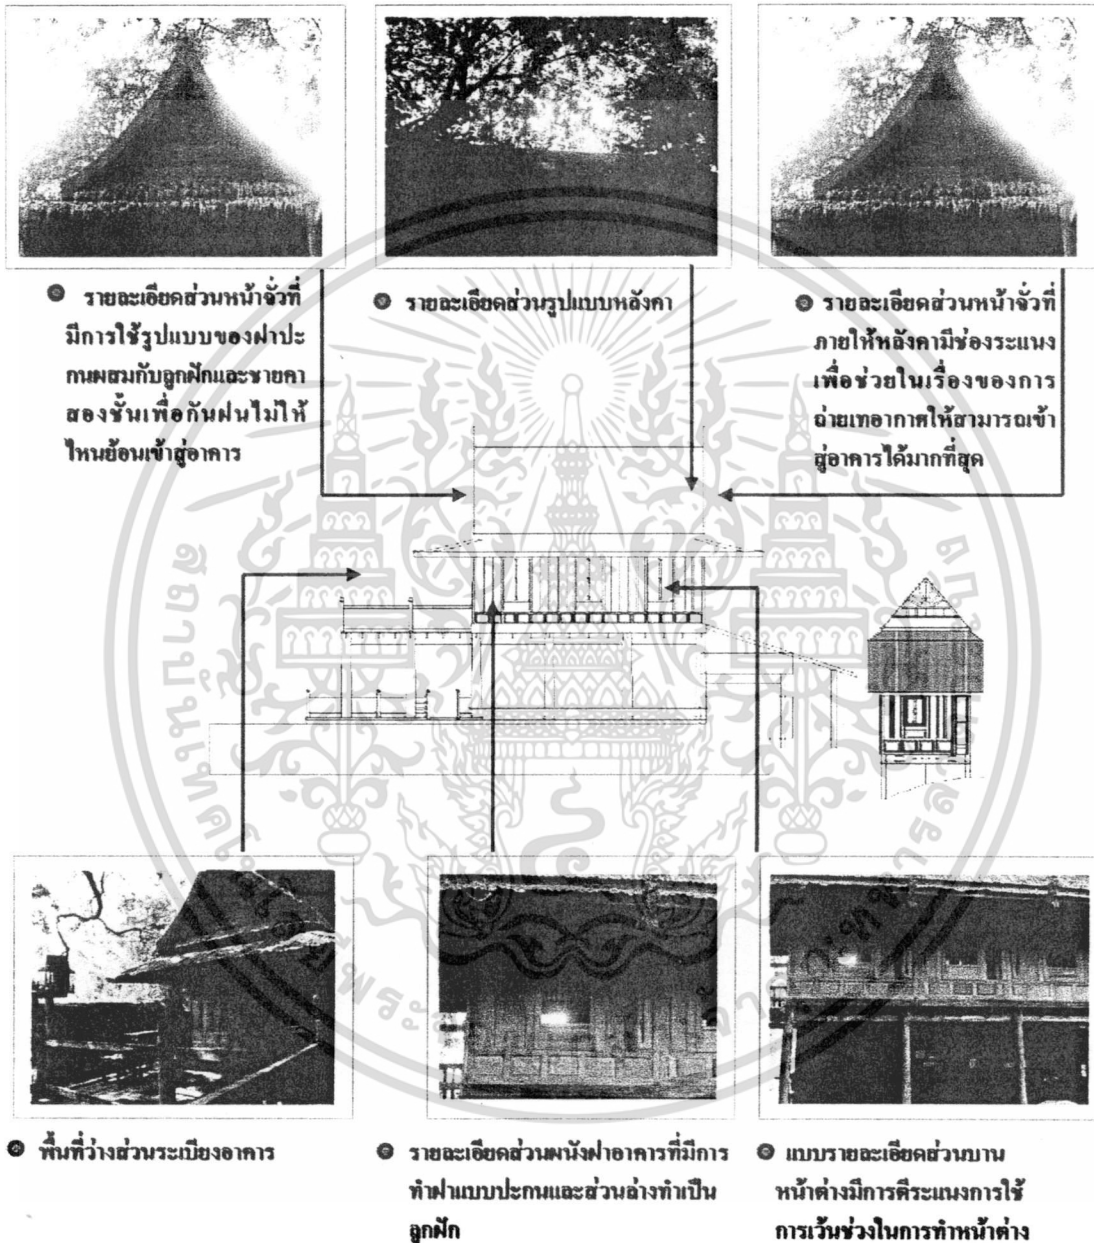 รายละเอียดส่วนหน้าจั่วที่
มีการใช้รูปแบบของฝาปะ
กนผสมกับลูกฟักและชายคา
สองชั้นเพื่อกันฝนไม่ให้
ไหนย้อนเข้าสู่อาคาร
รายละเอียดส่วนรูปแบบหลังคา
รายละเอียดส่วนหน้าจั่วที่
ภายให้หลังคามีช่องระแนง
เพื่อช่วยในเรื่องของการ
ถ่ายเทอากาศให้สามารถเข้า
สู่อาคารได้มากที่สุด
พื้นที่ว่างส่วนระเบียงอาคาร
รายละเอียดส่วนผนังฝาอาคารที่มีการ
ทำฝาแบบปะกนและส่วนล่างทำเป็น
ลูกฟัก
แบบรายละเอียดส่วนบาน
หน้าต่างมีการตีระแนงการใช้
การเว้นช่วงในการทำหน้าต่าง